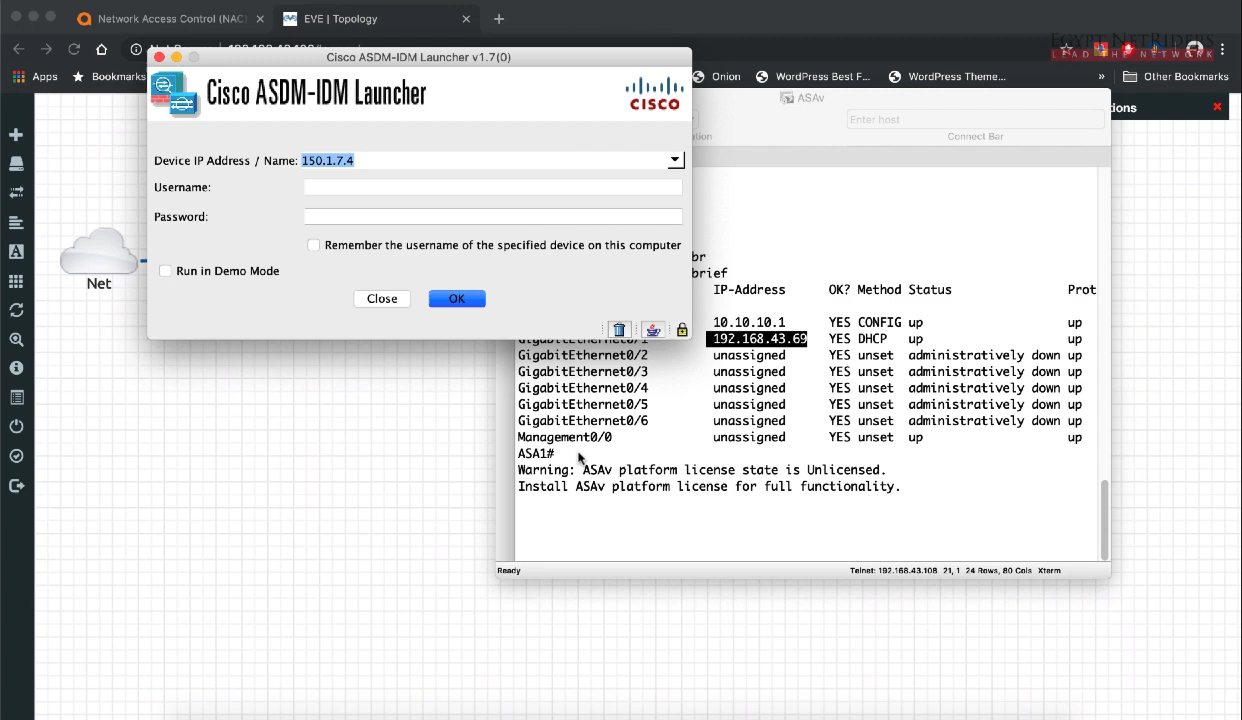 Network Access Control (NAC)
EVE | Topology
EGYPT NETRIDERS
LEAD THE NETWORK
Apps
Bookmarks
Onion
WordPress Best F...
WordPress Theme...
»
Other Bookmarks
Cisco ASDM-IDM Launcher v1.7(0)
Cisco ASDM-IDM Launcher
CISCO
Device IP Address / Name: 150.1.7.4
Username:
Password:
Remember the username of the specified device on this computer
Run in Demo Mode
Close
OK
Net
ASAv
Enter host
Connect Bar
br
brief
IP-Address OK? Method Status Prot
10.10.10.1 YES CONFIG up up
GigabitEthernet0/1 192.168.43.69 YES DHCP up up
GigabitEthernet0/2 unassigned YES unset administratively down up
GigabitEthernet0/3 unassigned YES unset administratively down up
GigabitEthernet0/4 unassigned YES unset administratively down up
GigabitEthernet0/5 unassigned YES unset administratively down up
GigabitEthernet0/6 unassigned YES unset administratively down up
Management0/0 unassigned YES unset up up
ASA1#
Warning: ASAv platform license state is Unlicensed.
Install ASAv platform license for full functionality.
Ready
Telnet: 192.168.43.108 21, 1 24 Rows, 80 Cols Xterm